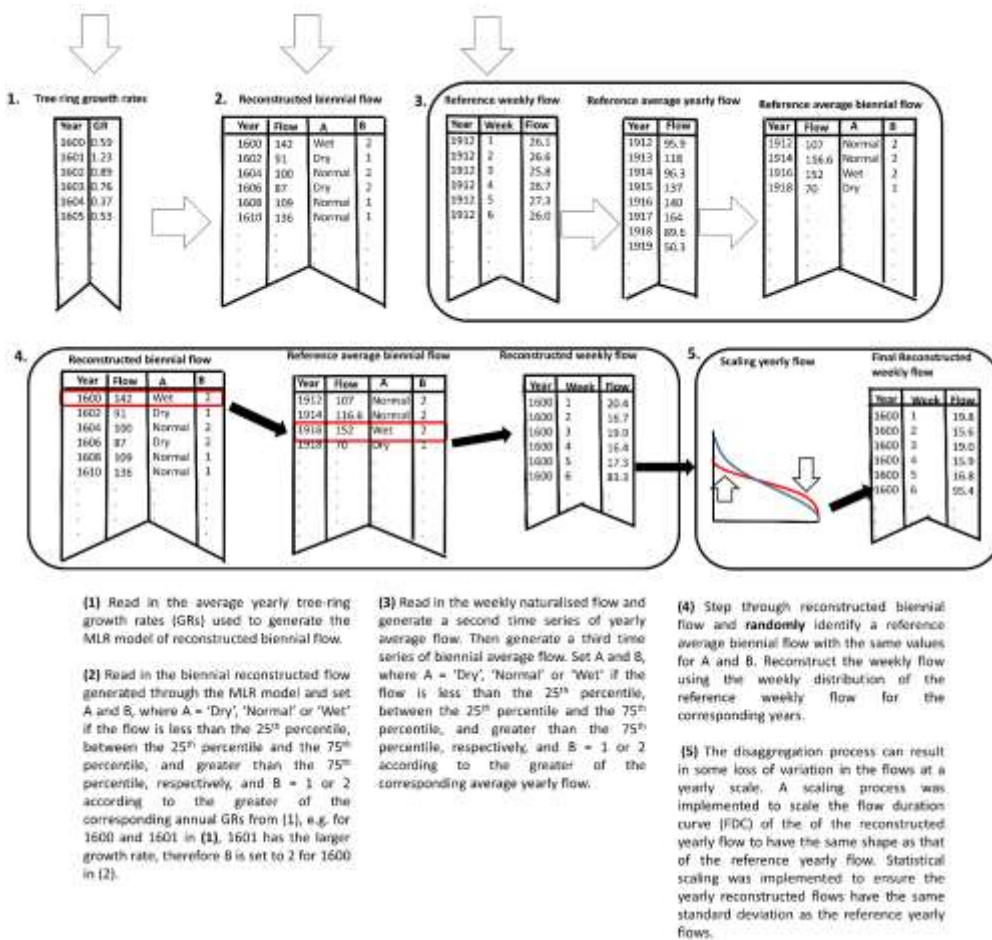 1. Tree ring growth rates
Year GR
1600 0.59
1601 1.23
1602 0.89
1603 0.76
1604 0.37
1605 0.53
2. Reconstructed biennial flow
Year Flow A B
1600 142 Wet 2
1602 91 Dry 1
1604 100 Normal 2
1606 87 Dry 2
1608 109 Normal 1
1610 136 Normal 1
3. Reference weekly flow
Year Week Flow
1912 1 26.1
1912 2 26.6
1912 3 25.8
1912 4 26.7
1912 5 27.3
1912 6 26.0
Reference average yearly flow
Year Flow
1912 95.9
1913 118
1914 96.3
1915 137
1916 140
1917 164
1918 89.6
1919 50.3
Reference average biennial flow
Year Flow A B
1912 107 Normal 2
1914 116.6 Normal 2
1916 152 Wet 2
1918 70 Dry 1
4. Reconstructed biennial flow
Year Flow A B
1600 142 Wet 2
1602 91 Dry 1
1604 100 Normal 2
1606 87 Dry 2
1608 109 Normal 1
1610 136 Normal 1
Reference average biennial flow
Year Flow A B
1912 107 Normal 2
1914 116.6 Normal 2
152 Wet 2
1918 70 Dry 1
Reconstructed weekly flow
Year Week Flow
1600 1 20.4
1600 2 16.7
1600 3 19.0
1600 4 16.4
1600 5 17.3
1600 6
5. Scaling yearly flow
Final Reconstructed
weekly flow
Year Week Flow
1600 1 19.8
1600 2 15.6
1600 3 19.0
1600 4 15.9
1600 5 16.8
1600 6 95.4
(1) Read in the average yearly tree-ring
growth rates (GRs) used to generate the
MLR model of reconstructed biennial flow.
(2) Read in the biennial reconstructed flow
generated through the MLR model and set
A and B, where A = 'Dry', 'Normal' or 'Wet'
if the flow is less than the 25th percentile,
between the 25th percentile and the 75th
percentile, and greater than the 75th
percentile, respectively, and B = 1 or 2
according to the greater of the
corresponding annual GRs from (1), e.g. for
1600 and 1601 in (1), 1601 has the larger
growth rate, therefore B is set to 2 for 1600
in (2).
(3) Read in the weekly naturalised flow and
generate a second time series of yearly
average flow. Then generate a third time
series of biennial average flow. Set A and B,
where A = 'Dry', 'Normal' or 'Wet' if the
flow is less than the 25th percentile,
between the 25th percentile and the 75th
percentile, and greater than the 75th
percentile, respectively, and B = 1 or 2
according to the greater of the
corresponding average yearly flow.
(4) Step through reconstructed biennial
flow and randomly identify a reference
average biennial flow with the same values
for A and B. Reconstruct the weekly flow
using the weekly distribution of the
reference weekly flow for the
corresponding years.
(5) The disaggregation process can result
in some loss of variation in the flows at a
yearly scale. A scaling process was
implemented to scale the flow duration
curve (FDC) of the of the reconstructed
yearly flow to have the same shape as that
of the reference yearly flow. Statistical
scaling was implemented to ensure the
yearly reconstructed flows have the same
standard deviation as the reference yearly
flows.